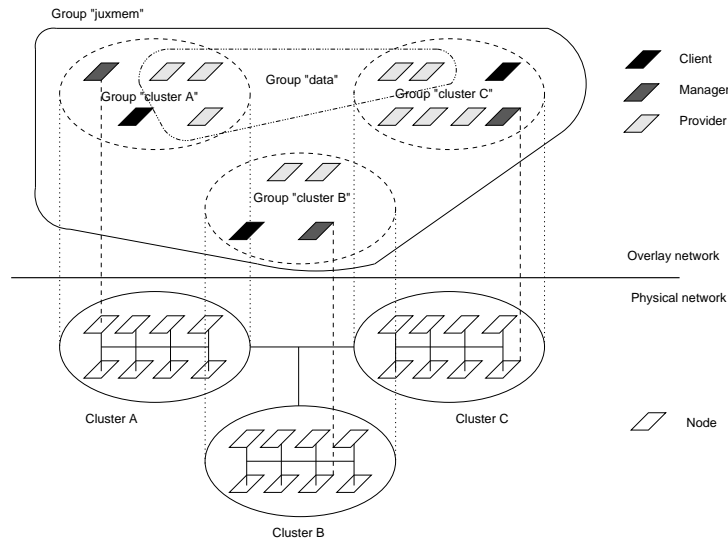 Group "juxmem"
Client
Group "data"
Group "cluster A"
Group "cluster C"
Manager
Provider
Group "cluster B"
Overlay network
Physical network
Cluster A
Cluster C
Node
Cluster B